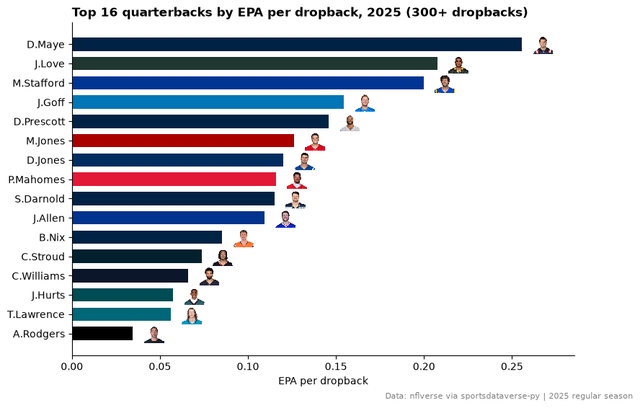 Top 16 quarterbacks by EPA per dropback, 2025 (300+ dropbacks)
D.Maye
J.Love
M.Stafford
J.Goff
D.Prescott
M.Jones
D.Jones
P.Mahomes
S.Darnold
J.Allen
B.Nix
C.Stroud
C.Williams
J.Hurts
T.Lawrence
A.Rodgers
0.00 0.05 0.10 0.15 0.20 0.25
EPA per dropback
Data: nflverse via sportsdataverse-py | 2025 regular season